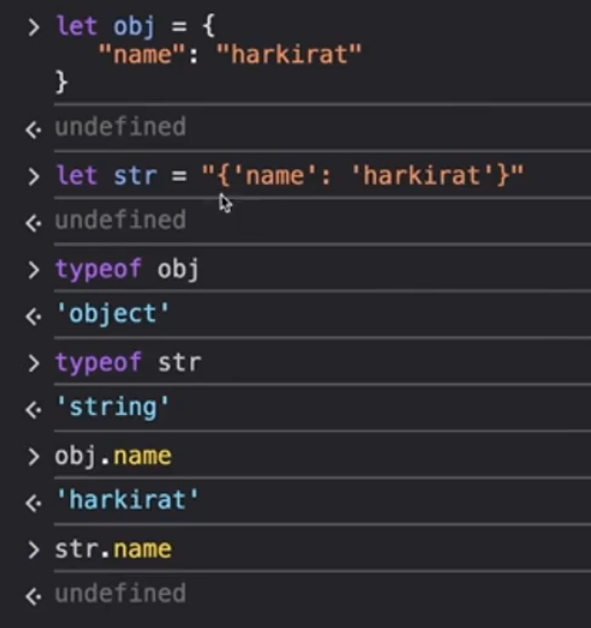 > let obj = {
"name": "harkirat"
}
<· undefined
> let str = "{'name': 'harkirat'}"
<· undefined
> typeof obj
<· 'object'
> typeof str
<· 'string'
> obj.name
<· 'harkirat'
> str.name
<· undefined